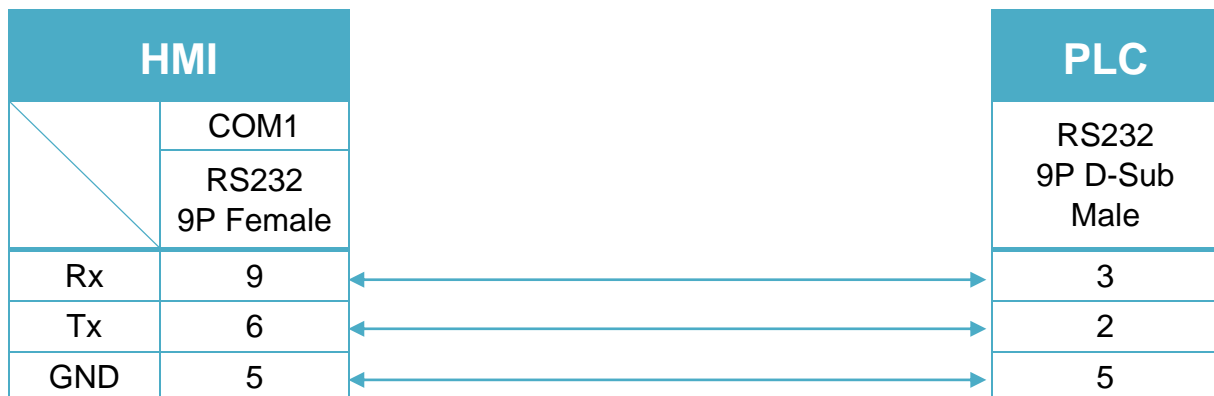 HMI
PLC
COM1
RS232
9P Female
RS232
9P D-Sub
Male
Rx 9 3
Tx 6 2
GND 5 5